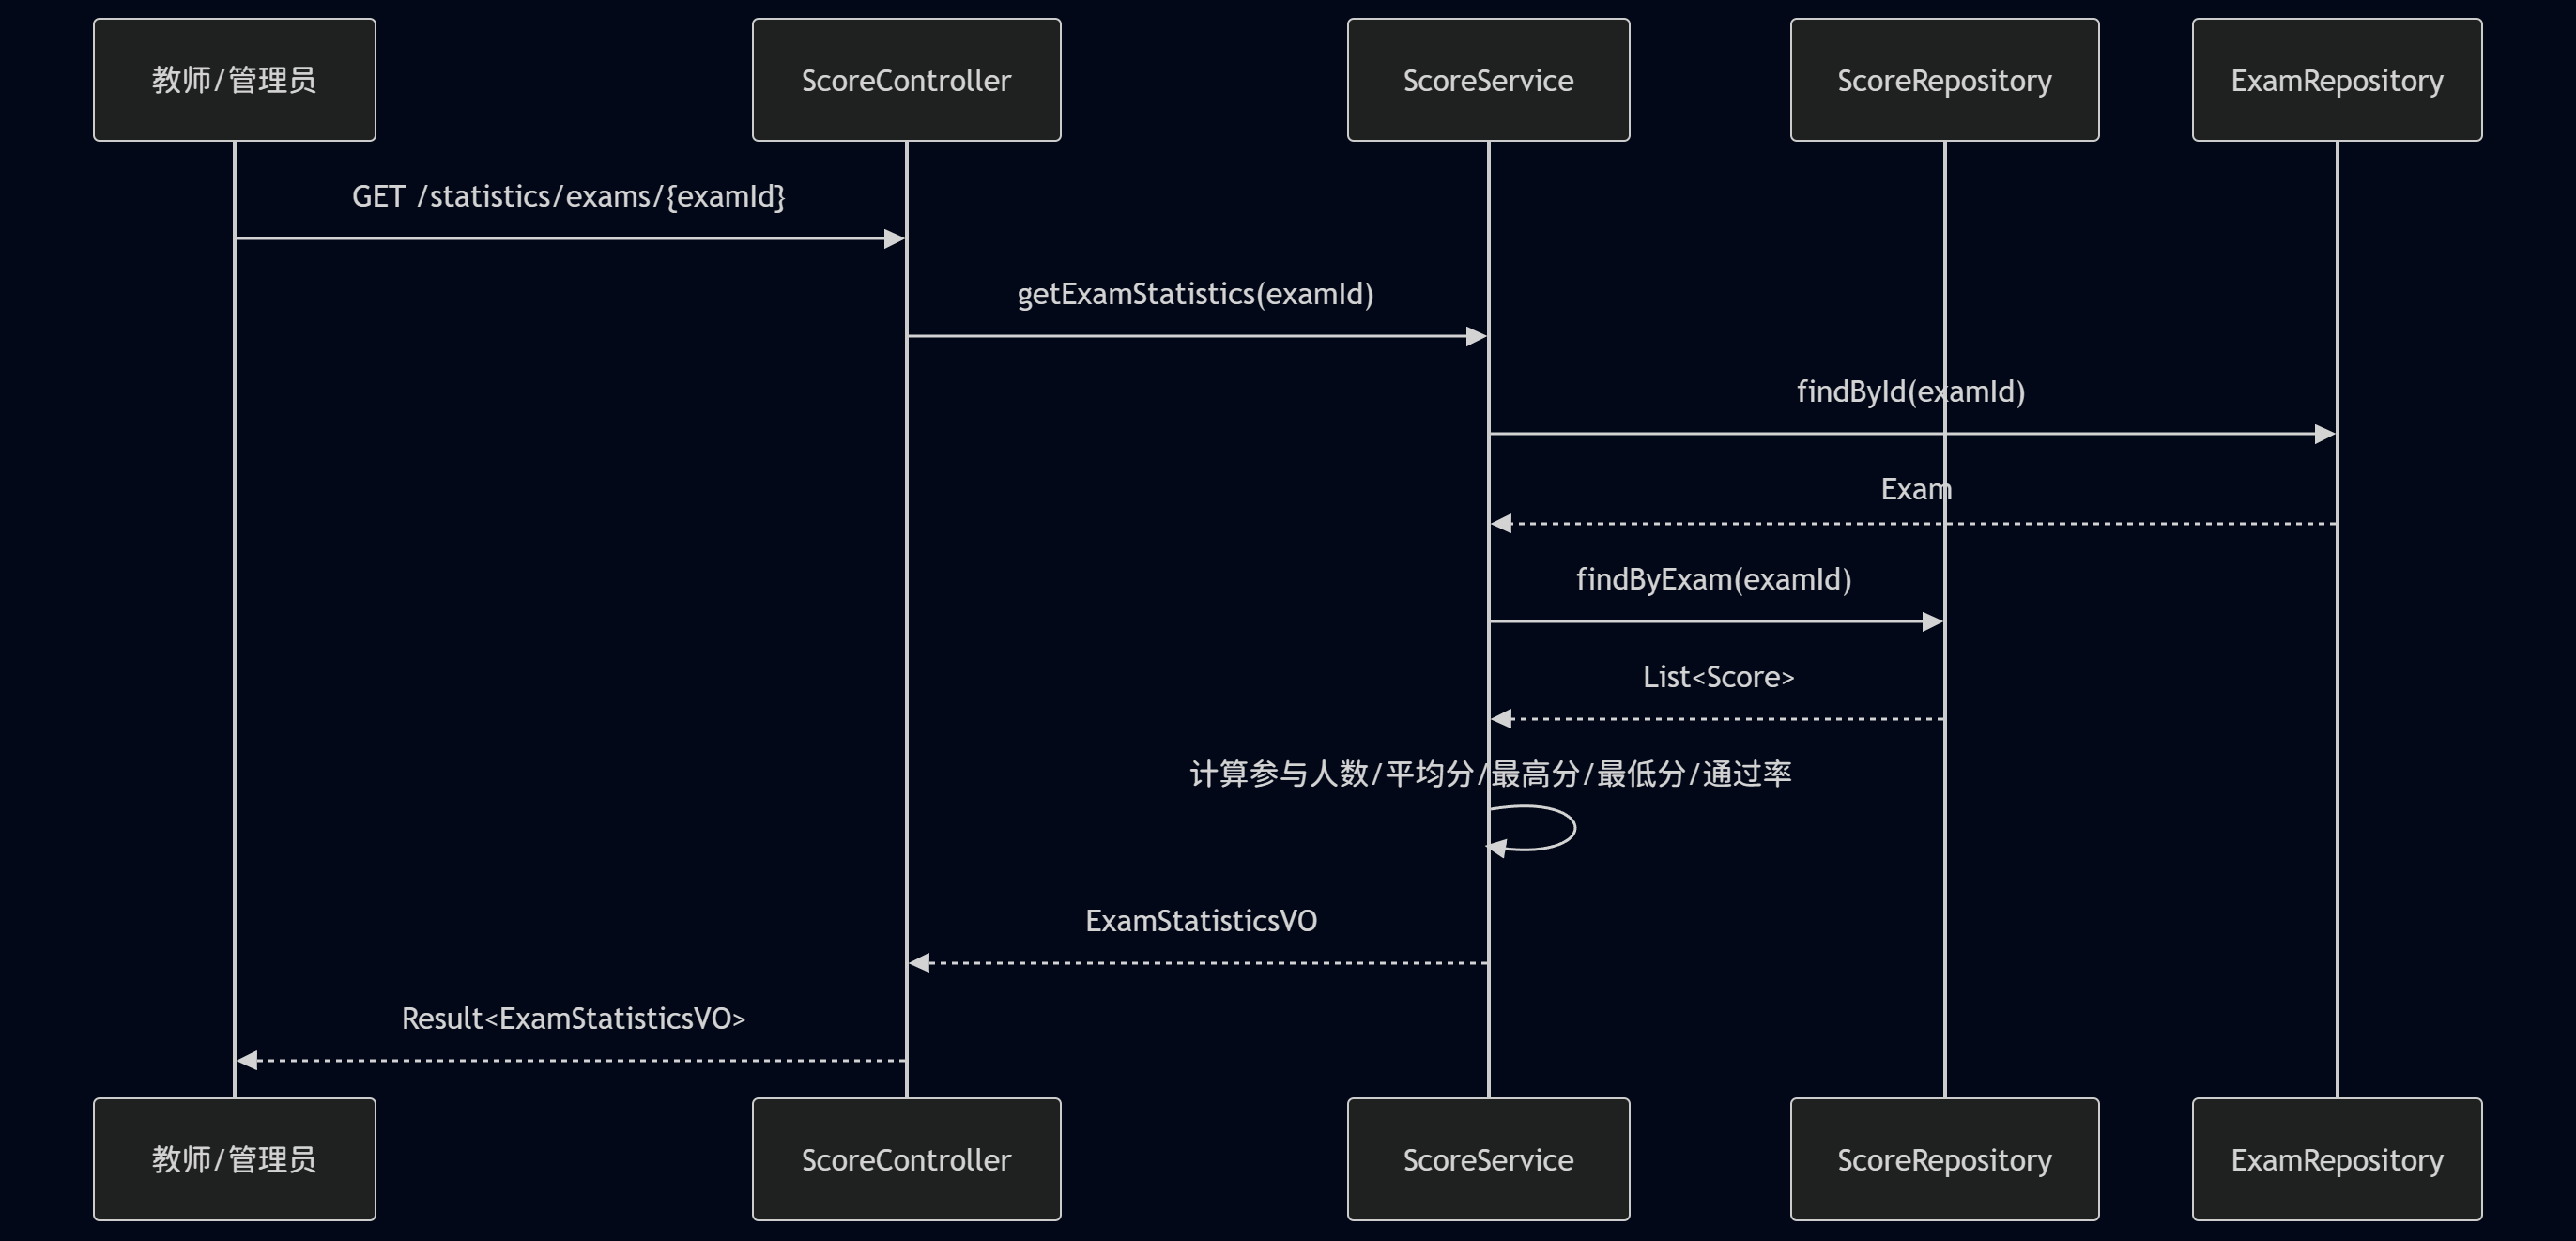 教师/管理员
ScoreController
ScoreService
ScoreRepository
ExamRepository
GET /statistics/exams/{examId}
getExamStatistics(examId)
findById(examId)
Exam
findByExam(examId)
List<Score>
计算参与人数/平均分/最高分/最低分/通过率
ExamStatisticsVO
Result<ExamStatisticsVO>
教师/管理员
ScoreController
ScoreService
ScoreRepository
ExamRepository